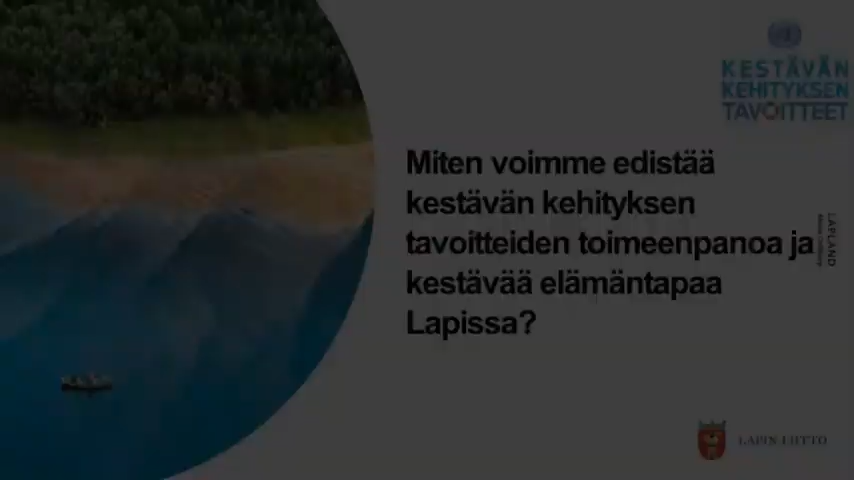 KESTÄVÄN
KEHITYKSEN
TAVOITTEET
Miten voimme edistää
kestävän kehityksen
tavoitteiden toimeenpanoa ja
kestävää elämäntapaa
Lapissa?
LAPLAND
LAPIN LIITTO